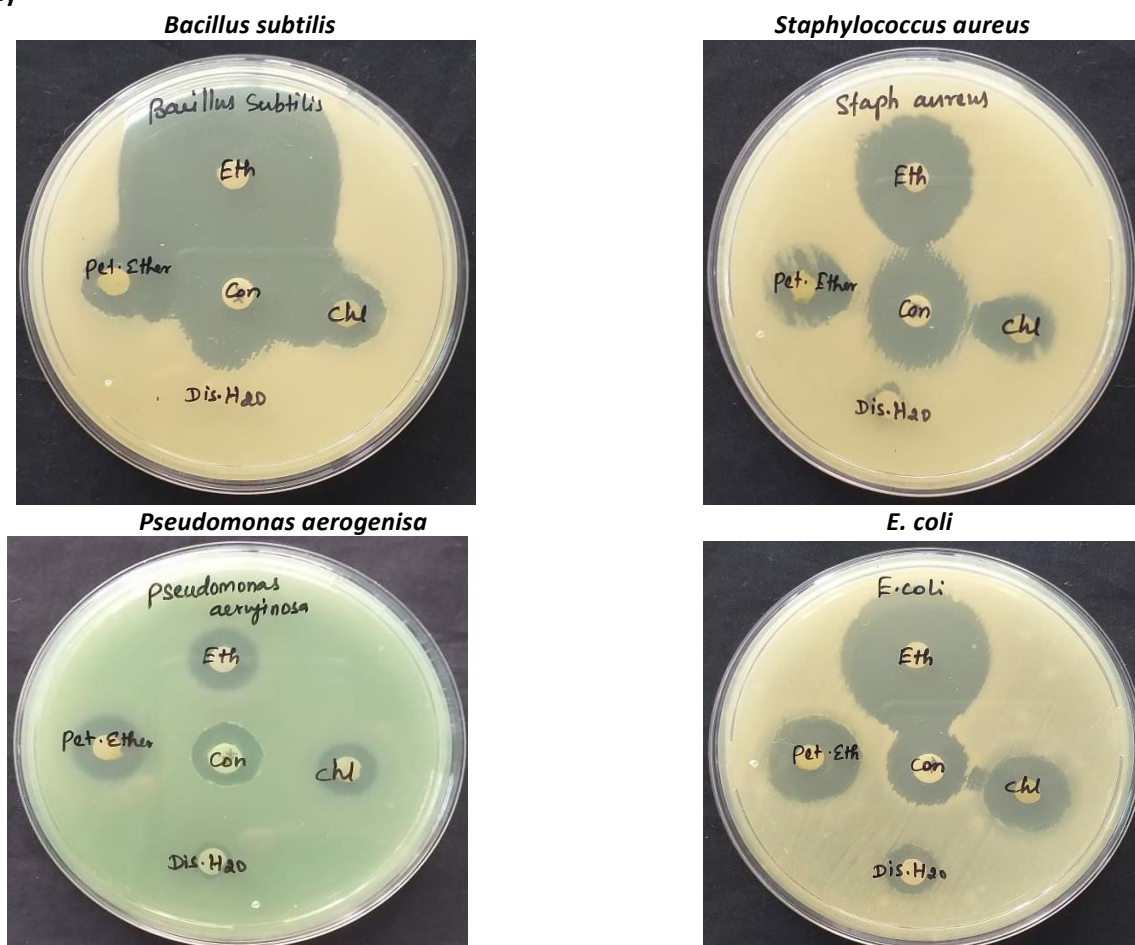 Bacillus subtilis
Bacillus Subtilis
Eth
Pet. Ether
Con
Chl
Dis. H2O
Staphylococcus aureus
Staph aureus
Eth
Pet. Ether
Con
Chl
Dis. H2O
Pseudomonas aerogenisa
Pseudomonas
aeruginosa
Eth
Pet. Ether
Con
Chl
Dis. H2O
E. coli
E.coli
Eth
Pet. Eth
Con
Chl
Dis. H2O